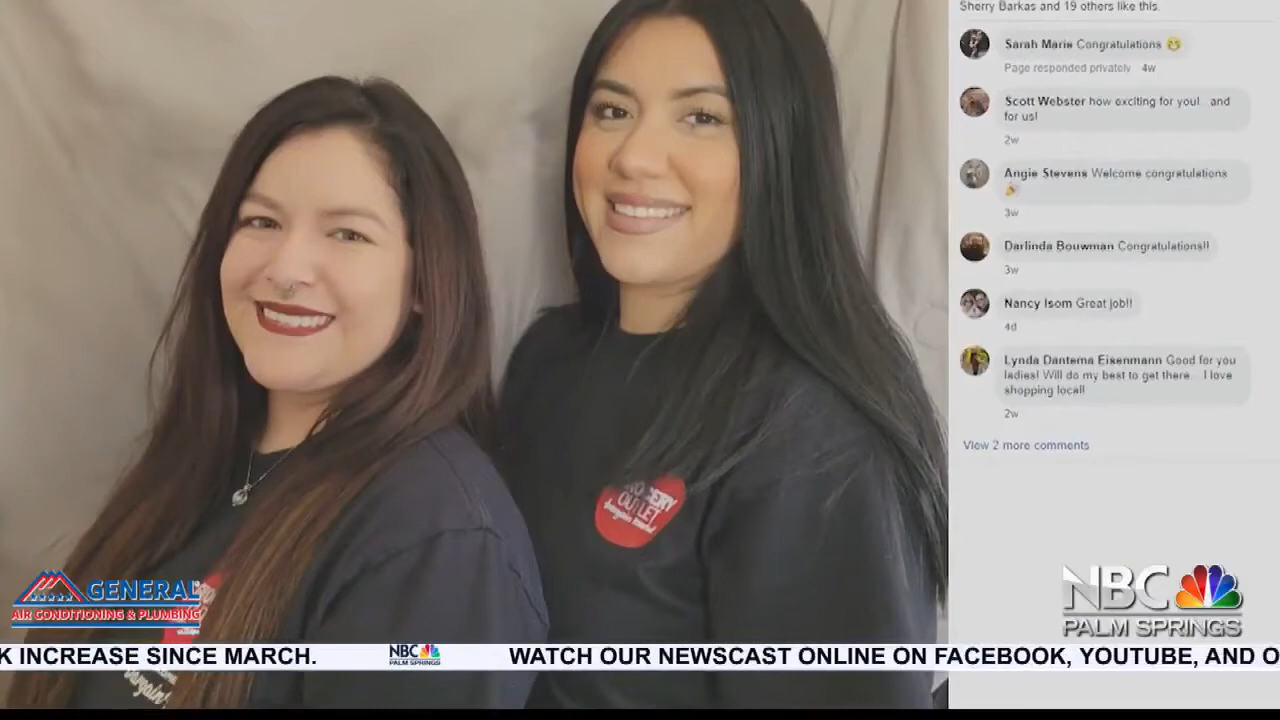 Sherry Barkas and 19 others like this.
Sarah Marie Congratulations 😁
Page responded privately 4w
Scott Webster how exciting for you!.. and
for us!
2w
Angie Stevens Welcome congratulations
🎉
3w
Darlinda Bouwman Congratulations!!
3w
Nancy Isom Great job!!
4d
Lynda Dantema Eisenmann Good for you
ladies! Will do my best to get there... I love
shopping local!
2w
View 2 more comments
OUTLET
GENERAL
AIR CONDITIONING & PLUMBING
NBC
PALM SPRINGS
K INCREASE SINCE MARCH.
NBC
PALM SPRINGS
WATCH OUR NEWSCAST ONLINE ON FACEBOOK, YOUTUBE, AND O